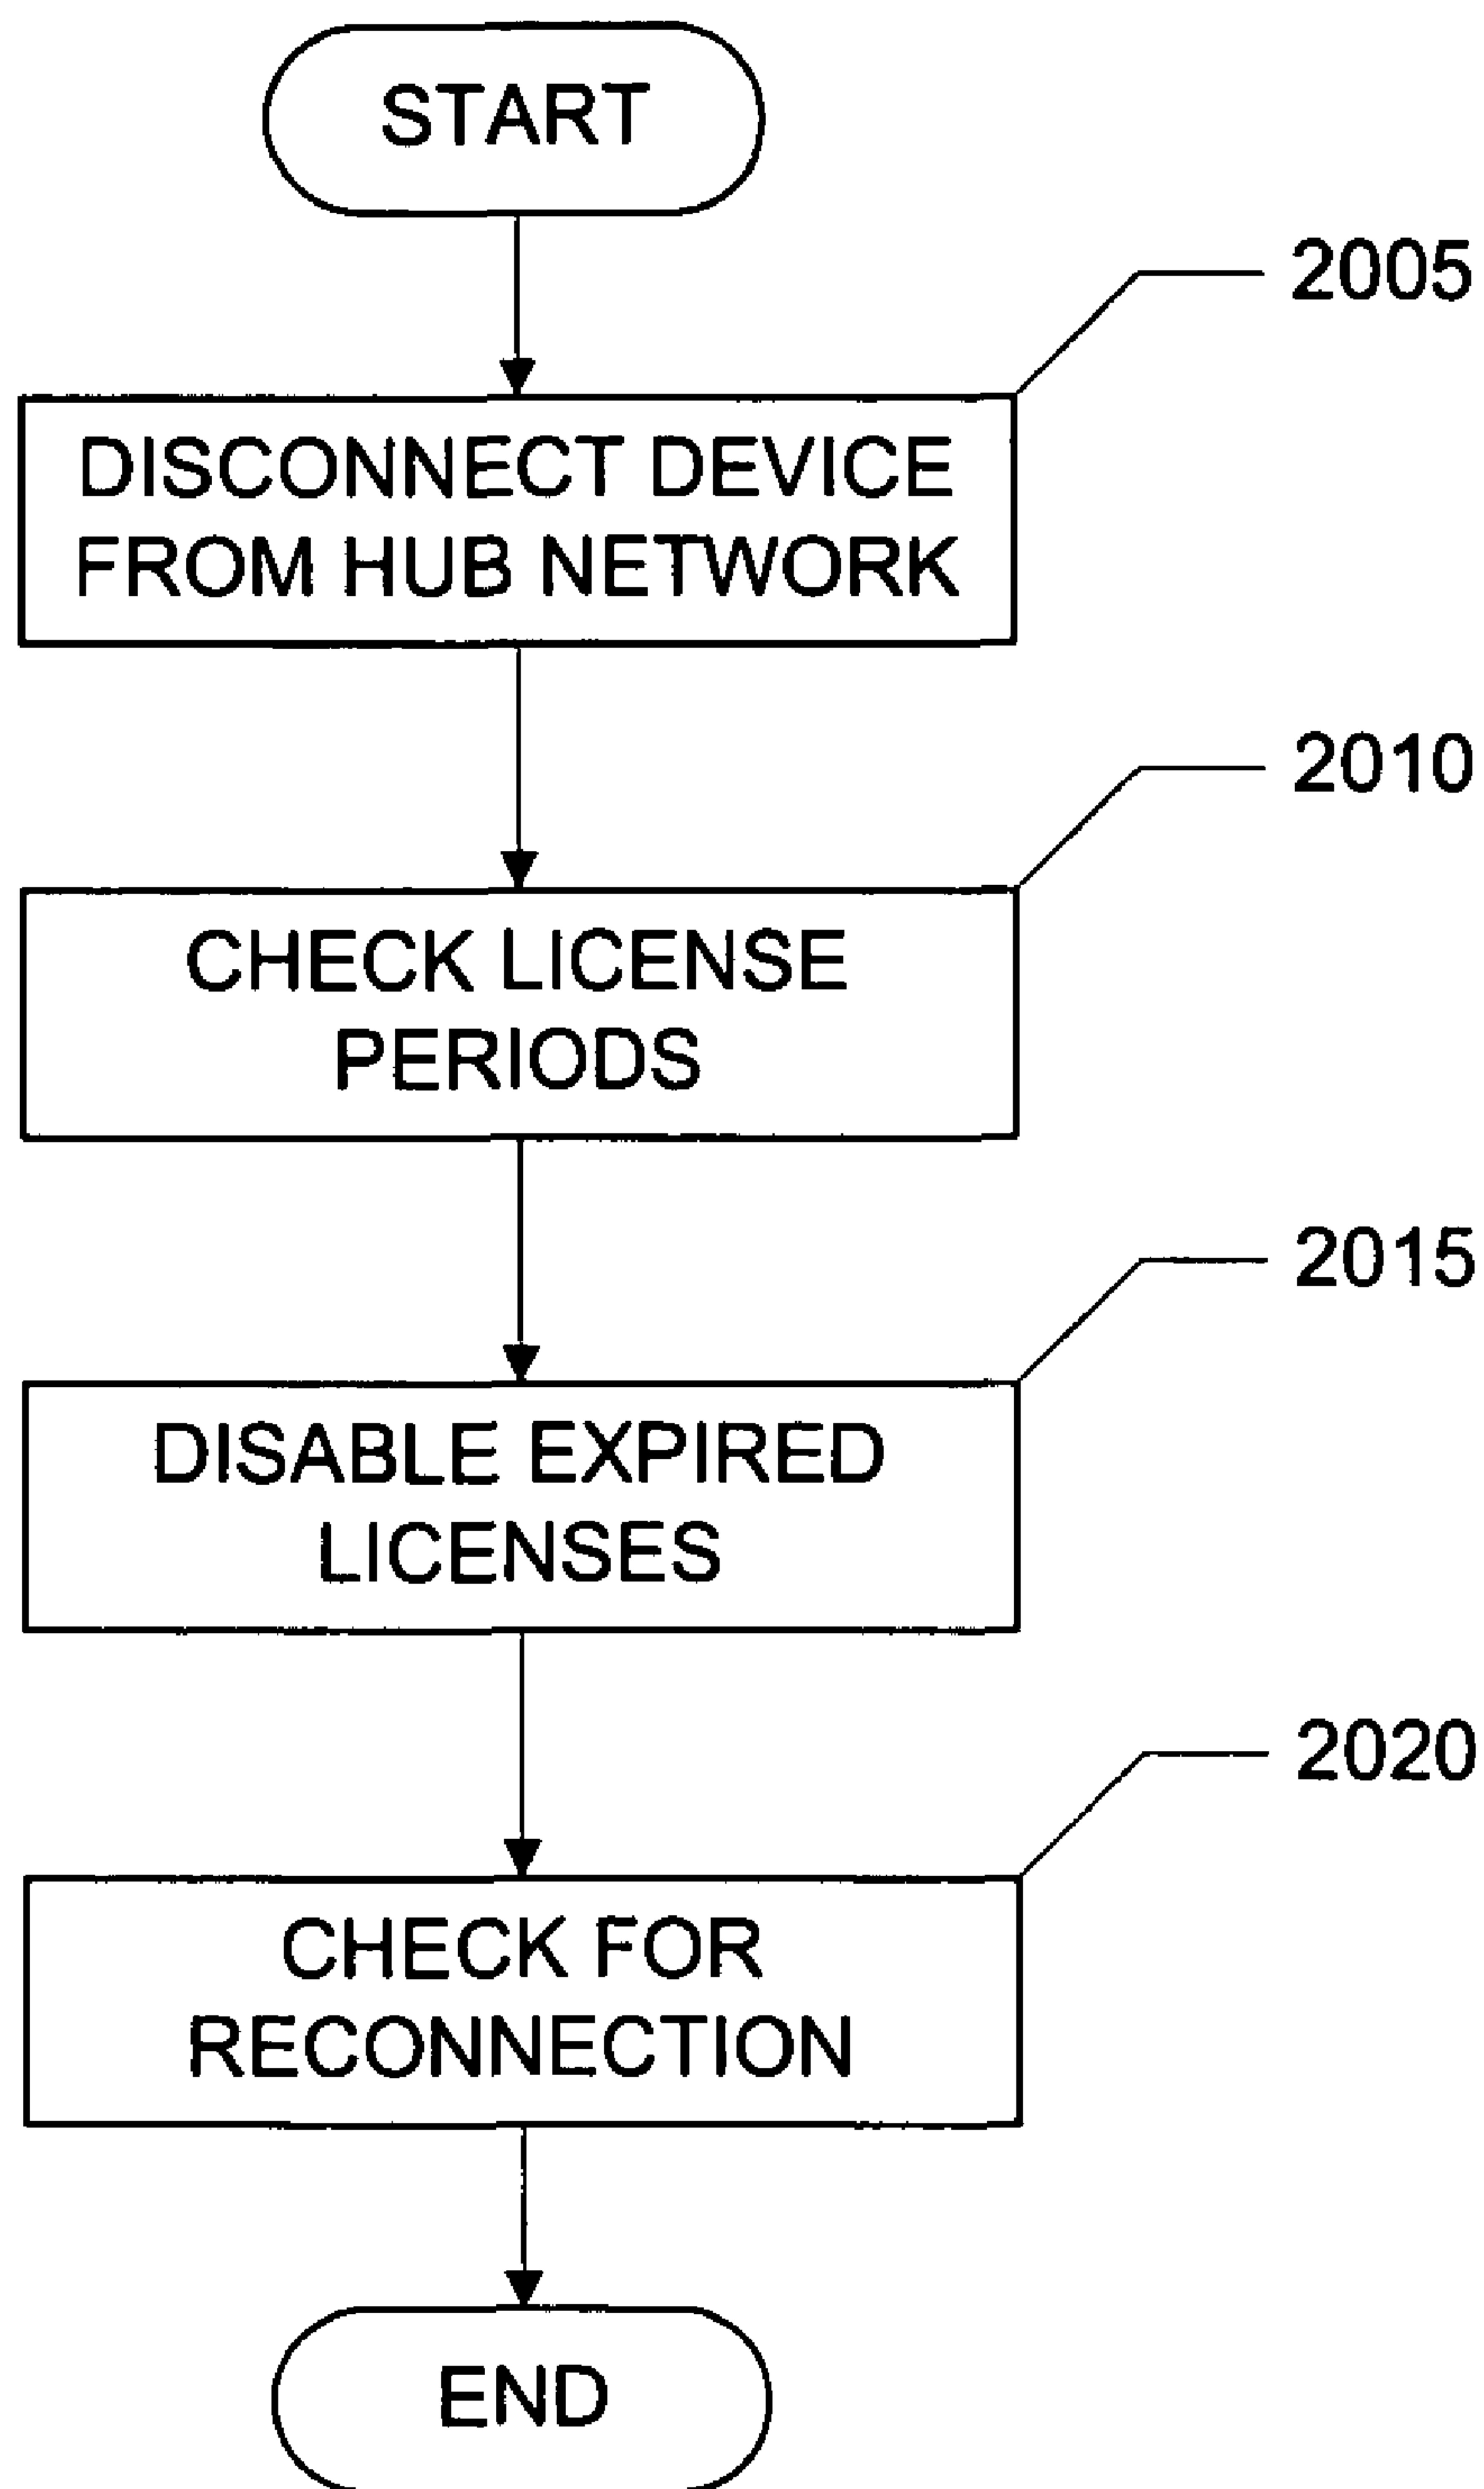 START
2005
DISCONNECT DEVICE
FROM HUB NETWORK
2010
CHECK LICENSE
PERIODS
2015
DISABLE EXPIRED
LICENSES
2020
CHECK FOR
RECONNECTION
END